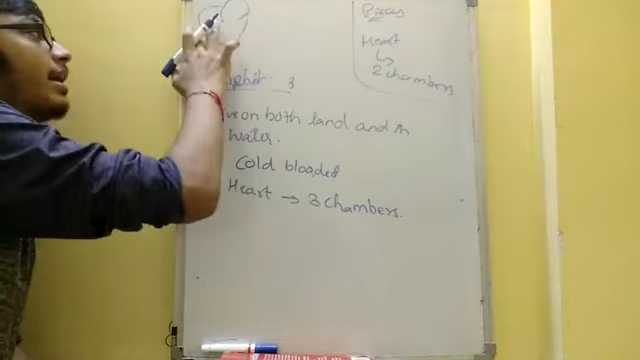 Pisces
Heart
2 chambers
3
on both land and in
water.
Cold blooded
Heart → 3 chambers.